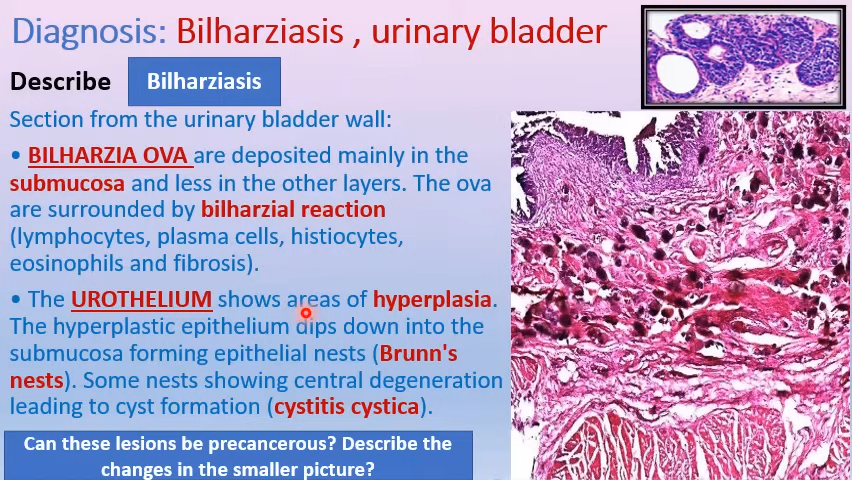 Diagnosis: Bilharziasis , urinary bladder
Describe Bilharziasis
Section from the urinary bladder wall:
• BILHARZIA OVA are deposited mainly in the
submucosa and less in the other layers. The ova
are surrounded by bilharzial reaction
(lymphocytes, plasma cells, histiocytes,
eosinophils and fibrosis).
• The UROTHELIUM shows areas of hyperplasia.
The hyperplastic epithelium dips down into the
submucosa forming epithelial nests (Brunn's
nests). Some nests showing central degeneration
leading to cyst formation (cystitis cystica).
Can these lesions be precancerous? Describe the
changes in the smaller picture?